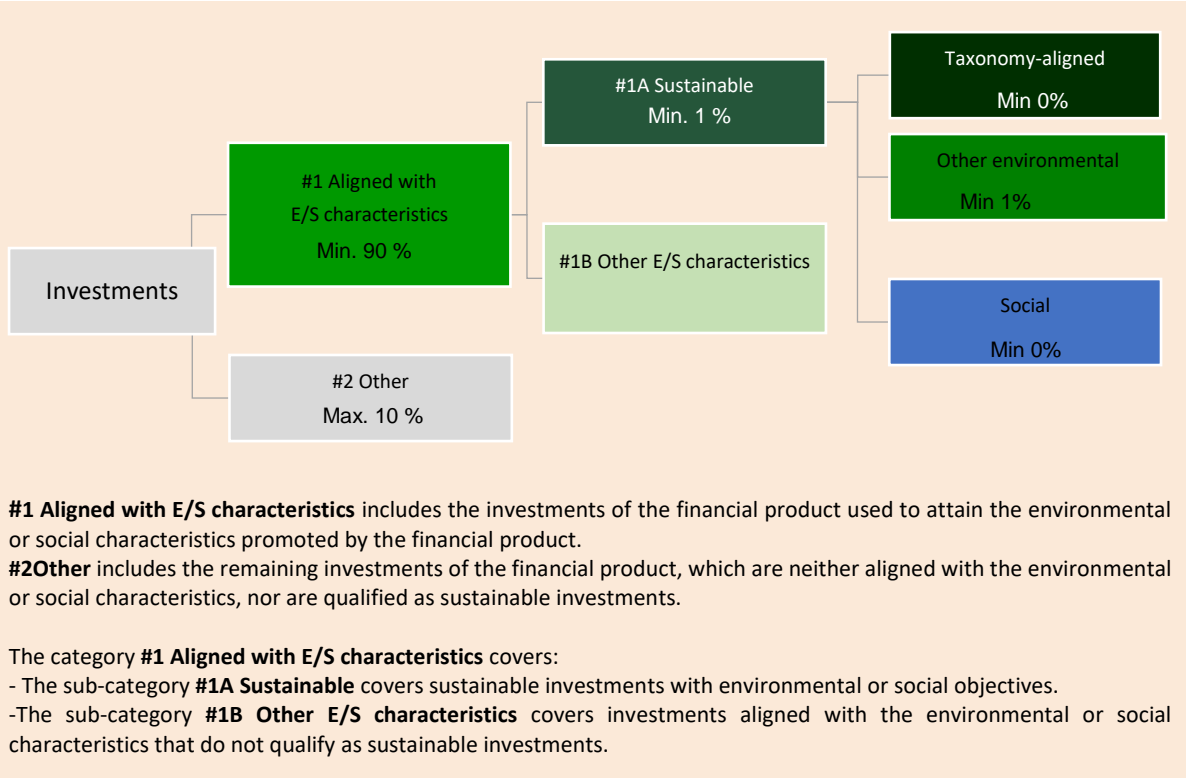 Taxonomy-aligned
Min 0%
#1A Sustainable
Min. 1 %
Other environmental
Min 1%
#1 Aligned with
E/S characteristics
Min. 90 %
#1B Other E/S characteristics
Investments
Social
Min 0%
#2 Other
Max. 10 %
#1 Aligned with E/S characteristics includes the investments of the financial product used to attain the environmental
or social characteristics promoted by the financial product.
#2Other includes the remaining investments of the financial product, which are neither aligned with the environmental
or social characteristics, nor are qualified as sustainable investments.
The category #1 Aligned with E/S characteristics covers:
- The sub-category #1A Sustainable covers sustainable investments with environmental or social objectives.
-The sub-category #1B Other E/S characteristics covers investments aligned with the environmental or social
characteristics that do not qualify as sustainable investments.